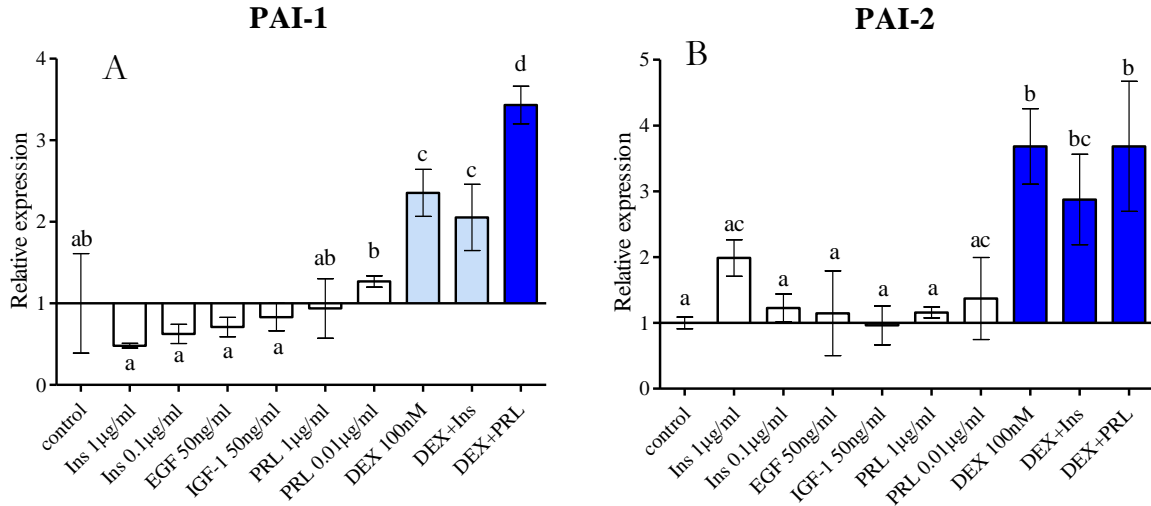 PAI-1
A
Relative expression
4
3
2
1
0
ab
a
a
a
a
ab
b
c
c
d
control
Ins 1µg/ml
Ins 0.1µg/ml
EGF 50ng/ml
IGF-1 50ng/ml
PRL 1µg/ml
PRL 0.01µg/ml
DEX 100nM
DEX+Ins
DEX+PRL
PAI-2
B
Relative expression
5
4
3
2
1
0
a
ac
a
a
a
a
ac
b
bc
b
control
Ins 1µg/ml
Ins 0.1µg/ml
EGF 50ng/ml
IGF-1 50ng/ml
PRL 1µg/ml
PRL 0.01µg/ml
DEX 100nM
DEX+Ins
DEX+PRL